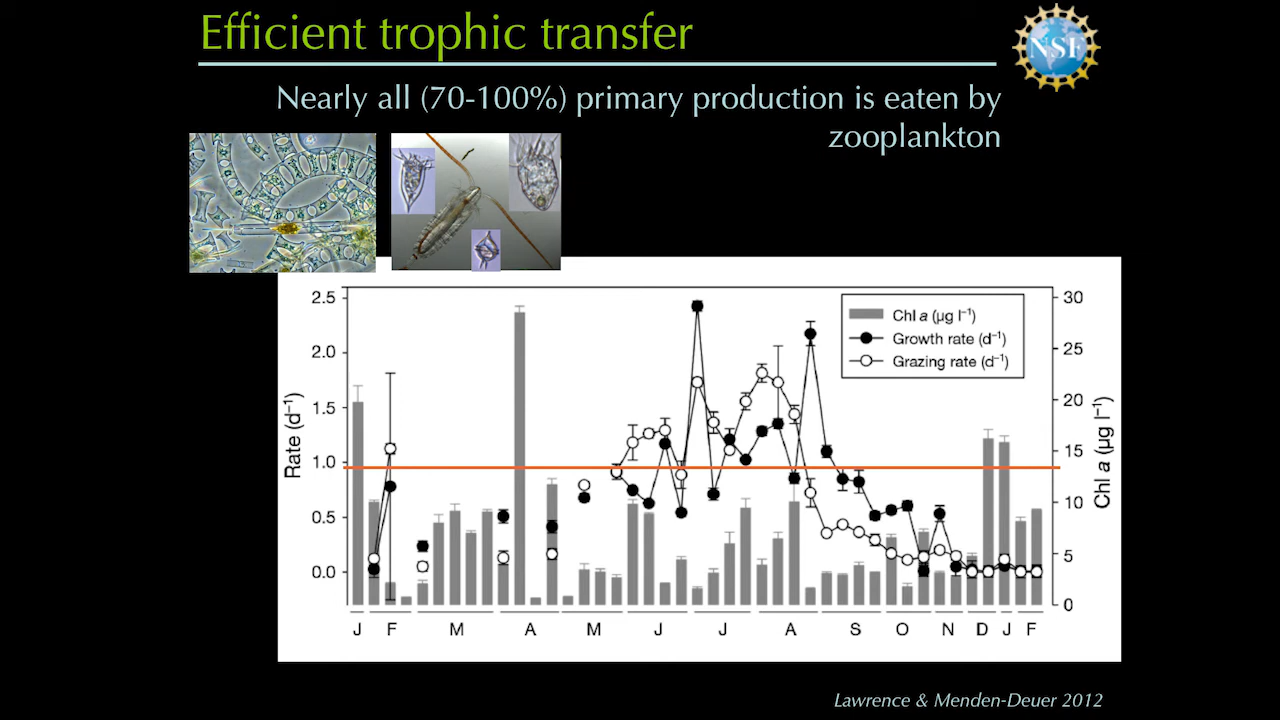 Efficient trophic transfer
NSF
Nearly all (70-100%) primary production is eaten by
zooplankton
Rate (d⁻¹)
2.5
2.0
1.5
1.0
0.5
0.0
Chl a (µg l⁻¹)
Growth rate (d⁻¹)
Grazing rate (d⁻¹)
30
25
20
15
10
5
0
Chl a (µg l⁻¹)
J F M A M J J A S O N D J F
Lawrence & Menden-Deuer 2012